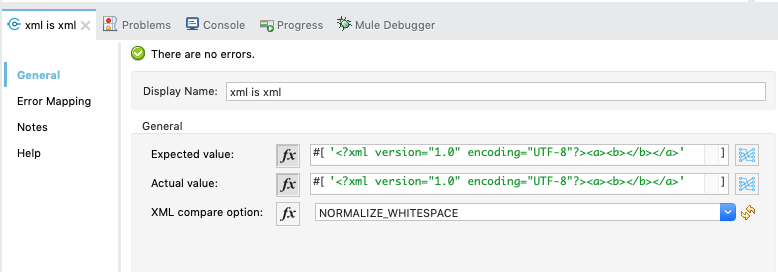 xml is xml Problems Console Progress Mule Debugger
There are no errors.
General
Error Mapping
Notes
Help
Display Name: xml is xml
General
Expected value: fx #[ '<?xml version="1.0" encoding="UTF-8"?><a><b></b></a>' ]
Actual value: fx #[ '<?xml version="1.0" encoding="UTF-8"?><a><b></b></a>' ]
XML compare option: fx NORMALIZE_WHITESPACE